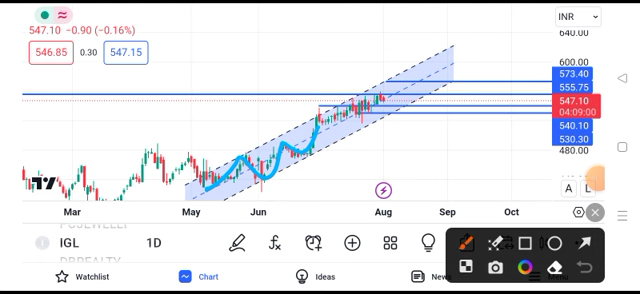 547.10 −0.90 (−0.16%)
546.85 0.30 547.15
INR
640.00
600.00
573.40
555.75
547.10
04:09:00
540.10
530.30
480.00
A L
Mar May Jun Aug Sep Oct
IGL 1D
Watchlist Chart Ideas News